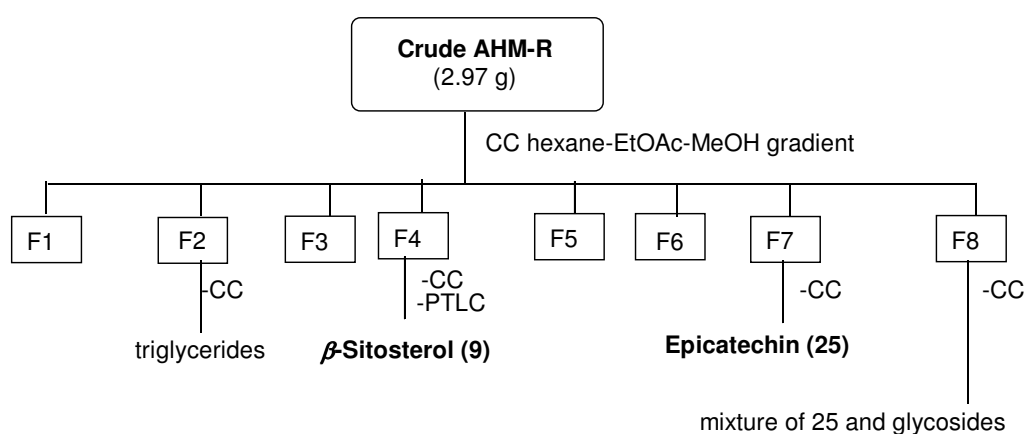 Crude AHM-R
(2.97 g)
CC hexane-EtOAc-MeOH gradient
F1
F2
F3
F4
F5
F6
F7
F8
-CC
-CC
-PTLC
-CC
-CC
triglycerides
β-Sitosterol (9)
Epicatechin (25)
mixture of 25 and glycosides